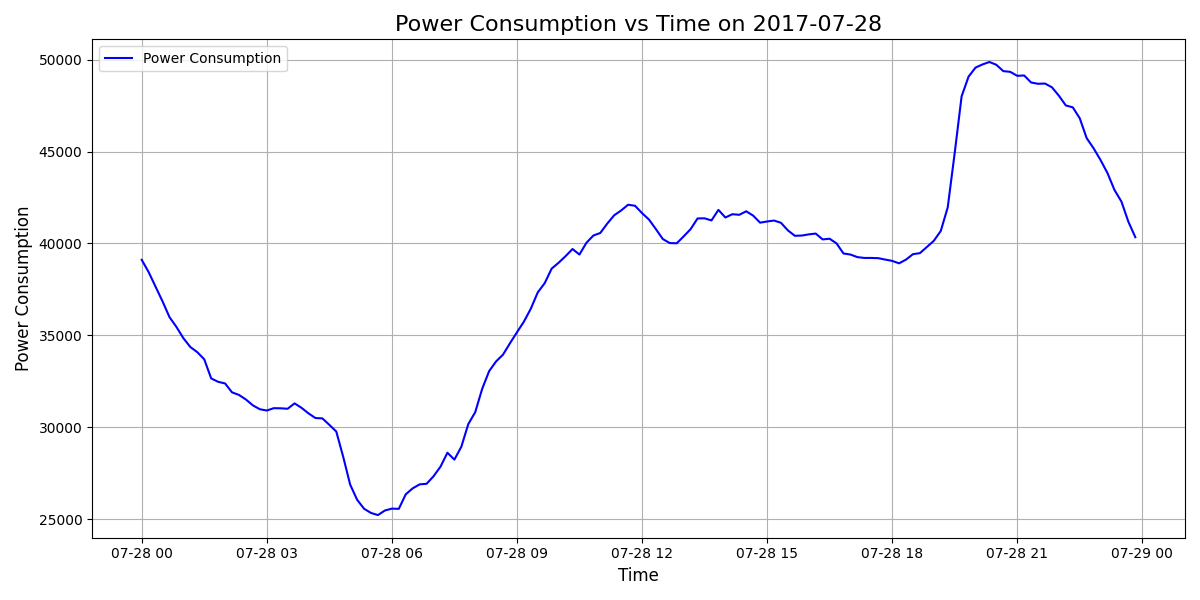 Power Consumption vs Time on 2017-07-28
Power Consumption
50000
45000
40000
35000
30000
25000
Power Consumption
07-28 00 07-28 03 07-28 06 07-28 09 07-28 12 07-28 15 07-28 18 07-28 21 07-29 00
Time